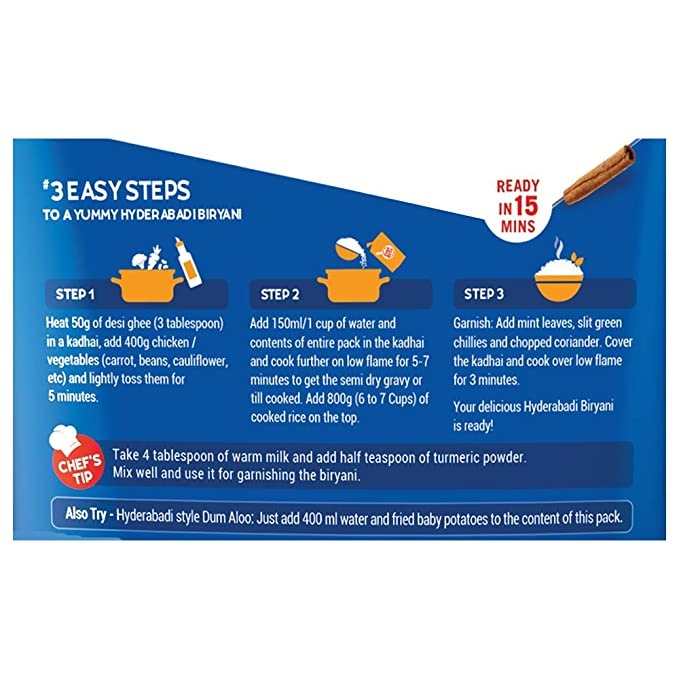 #3 EASY STEPS
TO A YUMMY HYDERABADI BIRYANI
READY
IN 15
MINS
STEP 1
Heat 50g of desi ghee (3 tablespoon)
in a kadhai, add 400g chicken /
vegetables (carrot, beans, cauliflower,
etc) and lightly toss them for
5 minutes.
STEP 2
Add 150ml/1 cup of water and
contents of entire pack in the kadhai
and cook further on low flame for 5-7
minutes to get the semi dry gravy or
till cooked. Add 800g (6 to 7 Cups) of
cooked rice on the top.
STEP 3
Garnish: Add mint leaves, slit green
chillies and chopped coriander. Cover
the kadhai and cook over low flame
for 3 minutes.
Your delicious Hyderabadi Biryani
is ready!
CHEF'S
TIP
Take 4 tablespoon of warm milk and add half teaspoon of turmeric powder.
Mix well and use it for garnishing the biryani.
Also Try - Hyderabadi style Dum Aloo: Just add 400 ml water and fried baby potatoes to the content of this pack.